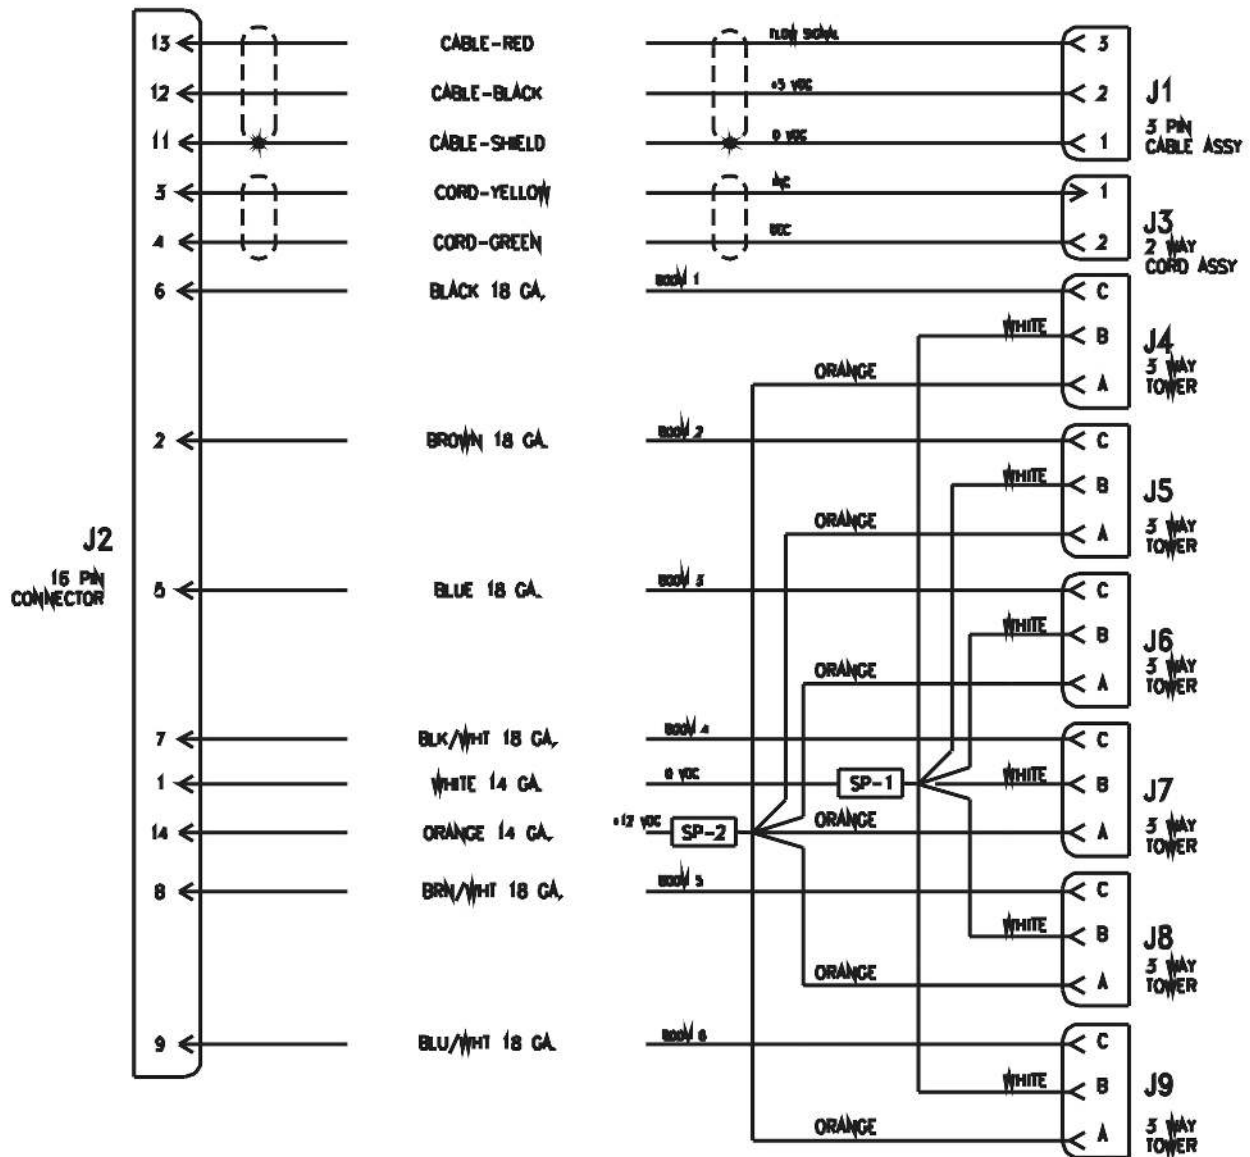 13 CABLE-RED FLOW SIGNAL 3
12 CABLE-BLACK +5 VDC 2 J1
11 CABLE-SHIELD 0 VDC 1 3 PIN
CABLE ASSY
3 CORD-YELLOW INC 1
4 CORD-GREEN DEC 2 J3
2 WAY
CORD ASSY
6 BLACK 18 GA. BOOM 1 C
WHITE B J4
ORANGE A 3 WAY
TOWER
2 BROWN 18 GA. BOOM 2 C
WHITE B J5
ORANGE A 3 WAY
TOWER
J2
16 PIN
CONNECTOR
5 BLUE 18 GA. BOOM 3 C
WHITE B J6
ORANGE A 3 WAY
TOWER
7 BLK/WHT 18 GA. BOOM 4 C
1 WHITE 14 GA. 0 VDC SP-1 WHITE B J7
14 ORANGE 14 GA. +12 VDC SP-2 ORANGE A 3 WAY
TOWER
8 BRN/WHT 18 GA. BOOM 5 C
WHITE B J8
ORANGE A 3 WAY
TOWER
9 BLU/WHT 18 GA. BOOM 6 C
WHITE B J9
ORANGE A 3 WAY
TOWER